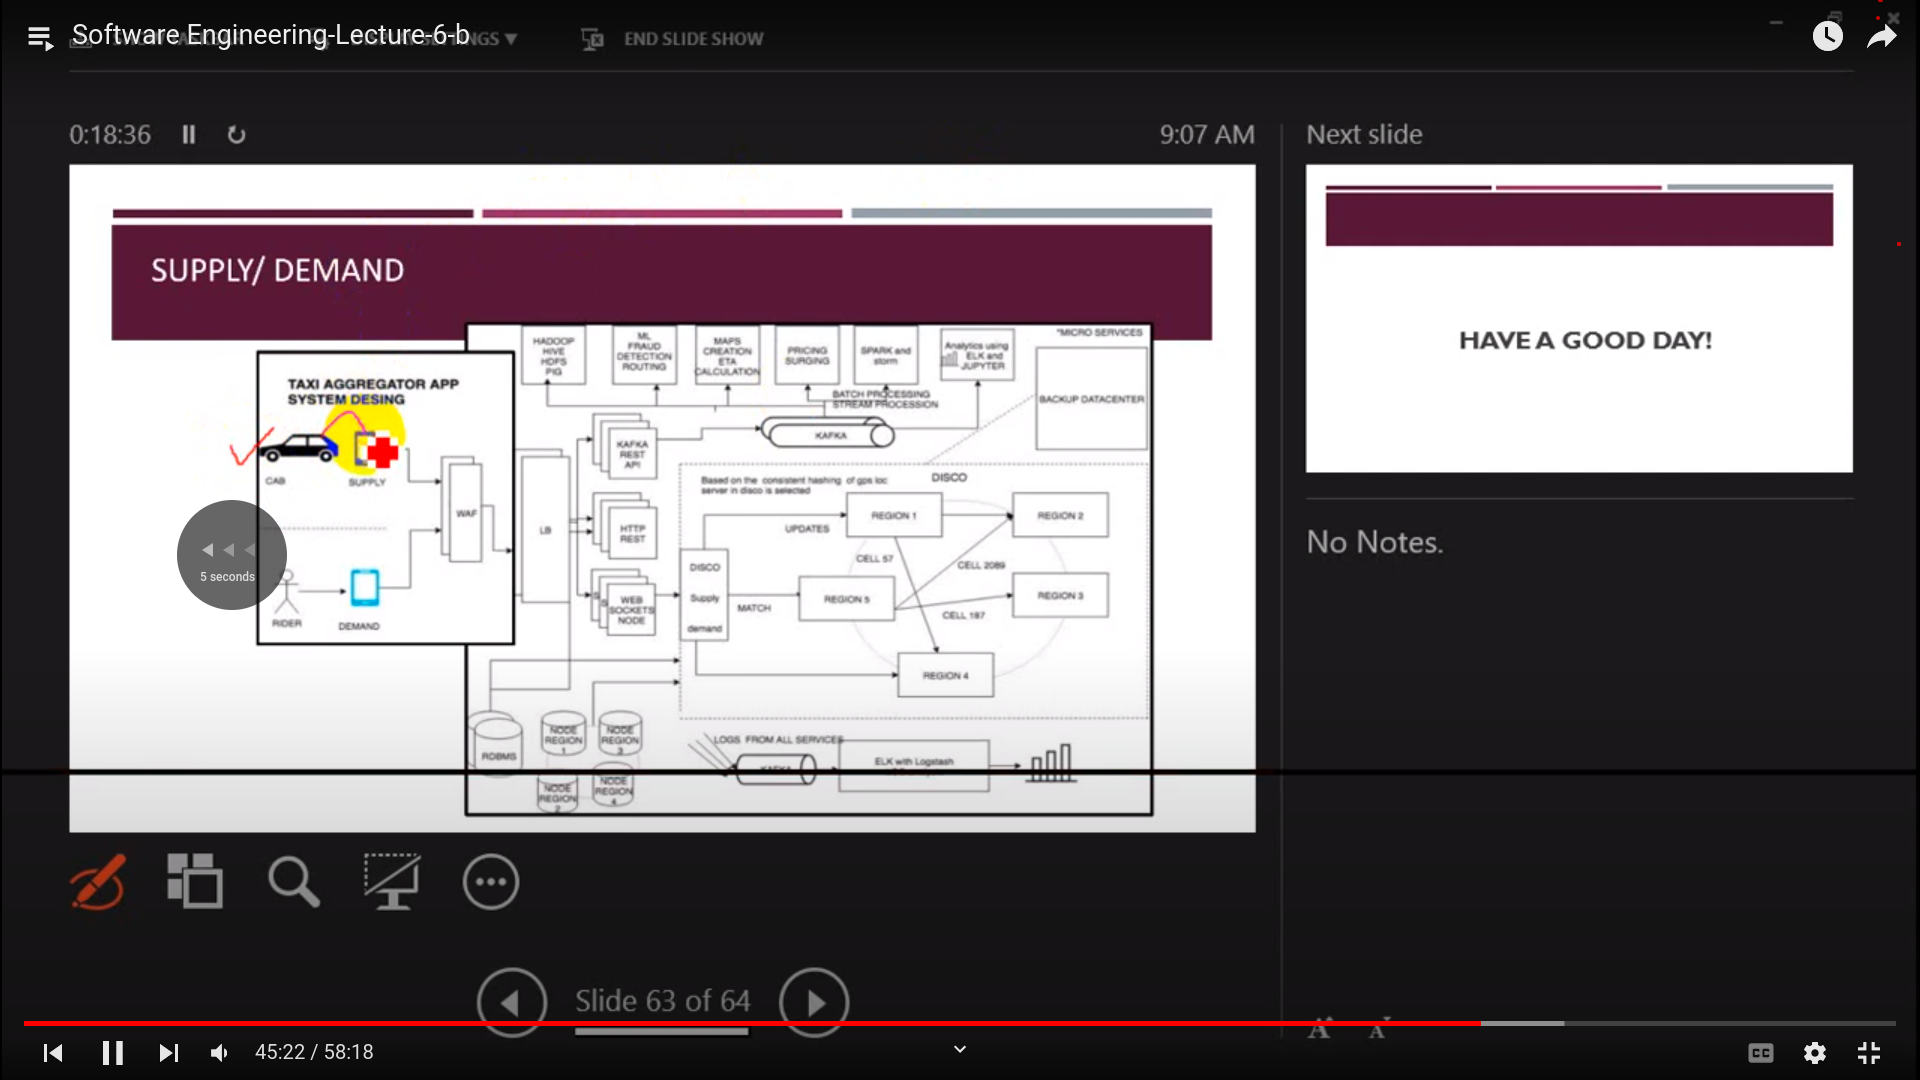 Software Engineering-Lecture-6-b
END SLIDE SHOW
0:18:36
9:07 AM
Next slide
SUPPLY/ DEMAND
HAVE A GOOD DAY!
No Notes.
TAXI AGGREGATOR APP
SYSTEM DESING
CAB
SUPPLY
RIDER
DEMAND
5 seconds
WAF
LB
HADOOP
HIVE
HDFS
PIG
ML
FRAUD
DETECTION
ROUTING
MAPS
CREATION
ETA
CALCULATION
PRICING
SURGING
SPARK and
storm
Analytics using
ELK and
JUPYTER
*MICRO SERVICES
BACKUP DATACENTER
BATCH PROCESSING
STREAM PROCESSION
KAFKA
KAFKA
REST
API
HTTP
REST
WEB
SOCKETS
NODE
DISCO
Based on the consistent hashing of gps loc
server in disco is selected
DISCO
Supply
demand
UPDATES
MATCH
REGION 1
REGION 2
REGION 5
REGION 3
REGION 4
CELL 57
CELL 2089
CELL 187
RDBMS
NODE
REGION
1
NODE
REGION
3
NODE
REGION
2
NODE
REGION
4
LOGS FROM ALL SERVICES
KAFKA
ELK with Logstash
Slide 63 of 64
45:22 / 58:18
CC